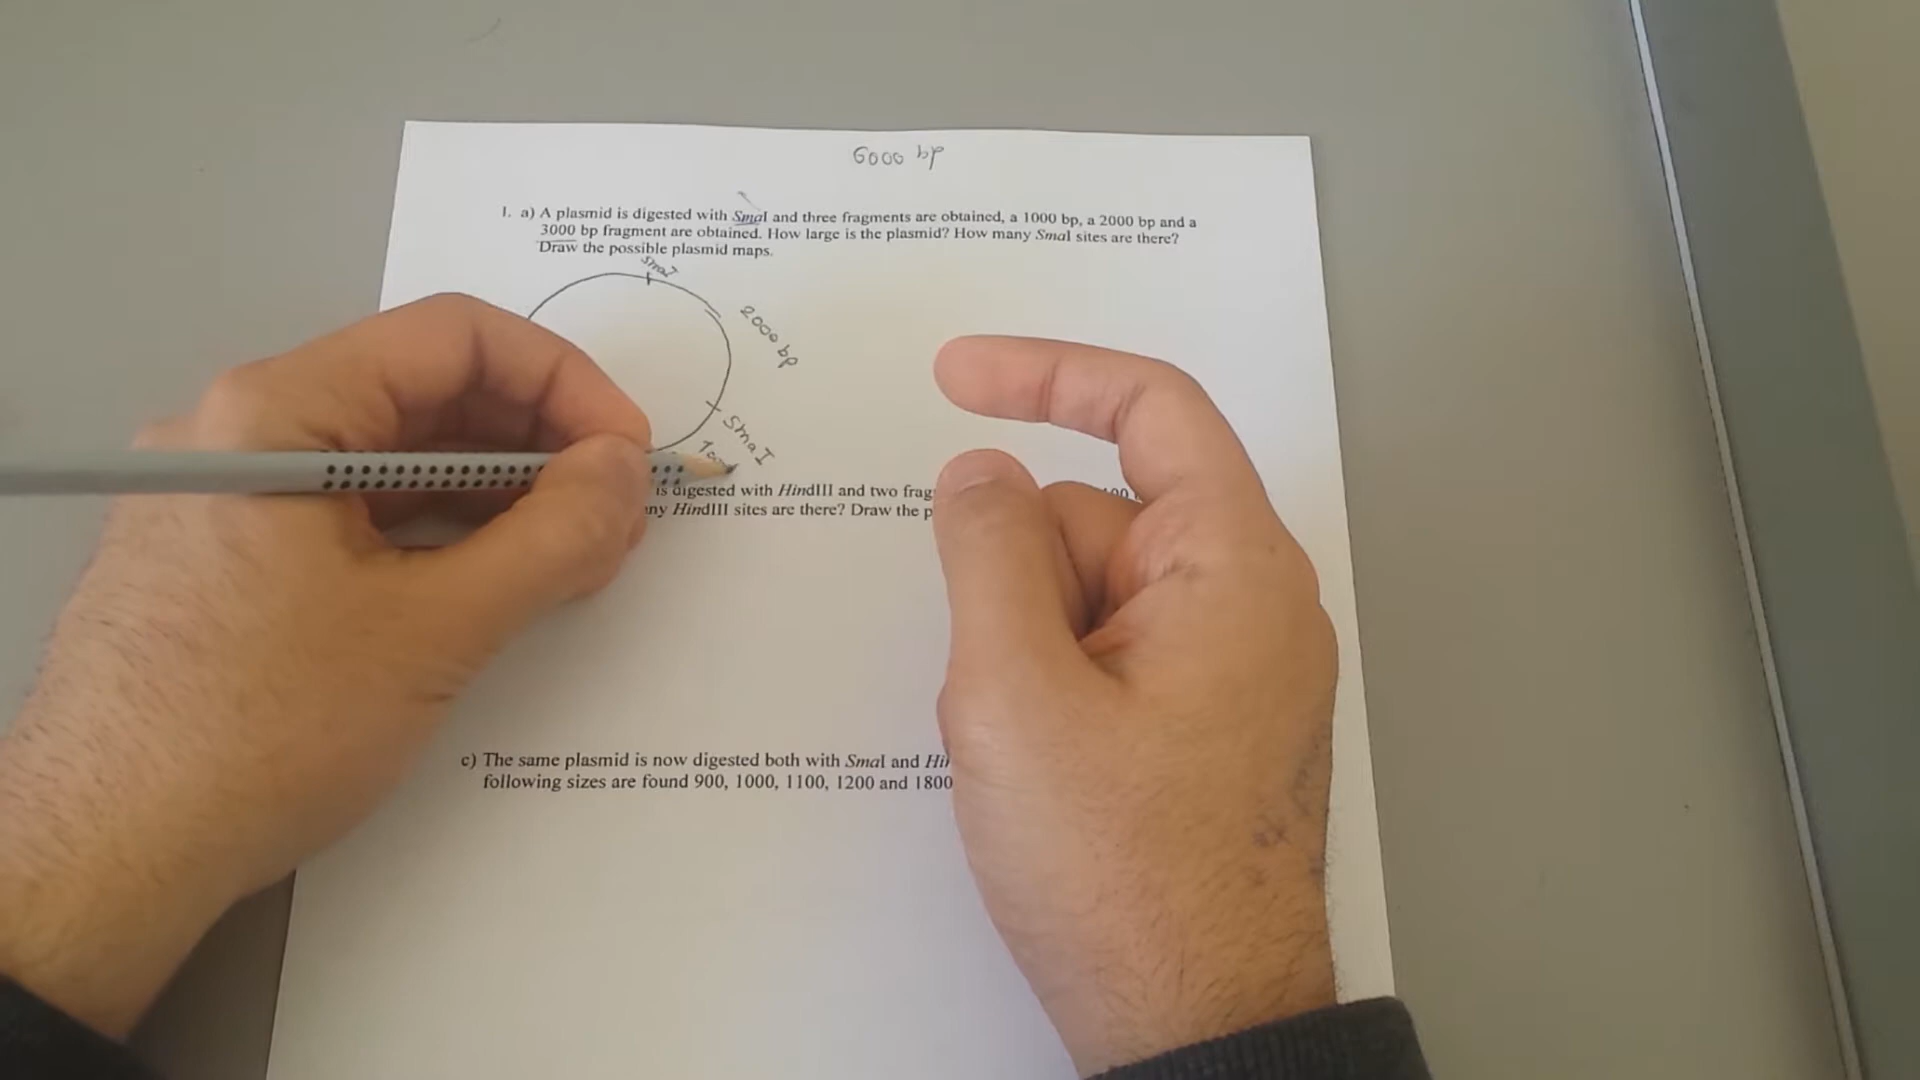 6000 bp
1. a) A plasmid is digested with SmaI and three fragments are obtained, a 1000 bp, a 2000 bp and a
3000 bp fragment are obtained. How large is the plasmid? How many SmaI sites are there?
Draw the possible plasmid maps.
SmaI
2000 bp
SmaI
is digested with HindIII and two
HindIII sites are there? Draw the
c) The same plasmid is now digested both with SmaI and
following sizes are found 900, 1000, 1100, 1200 and 1800